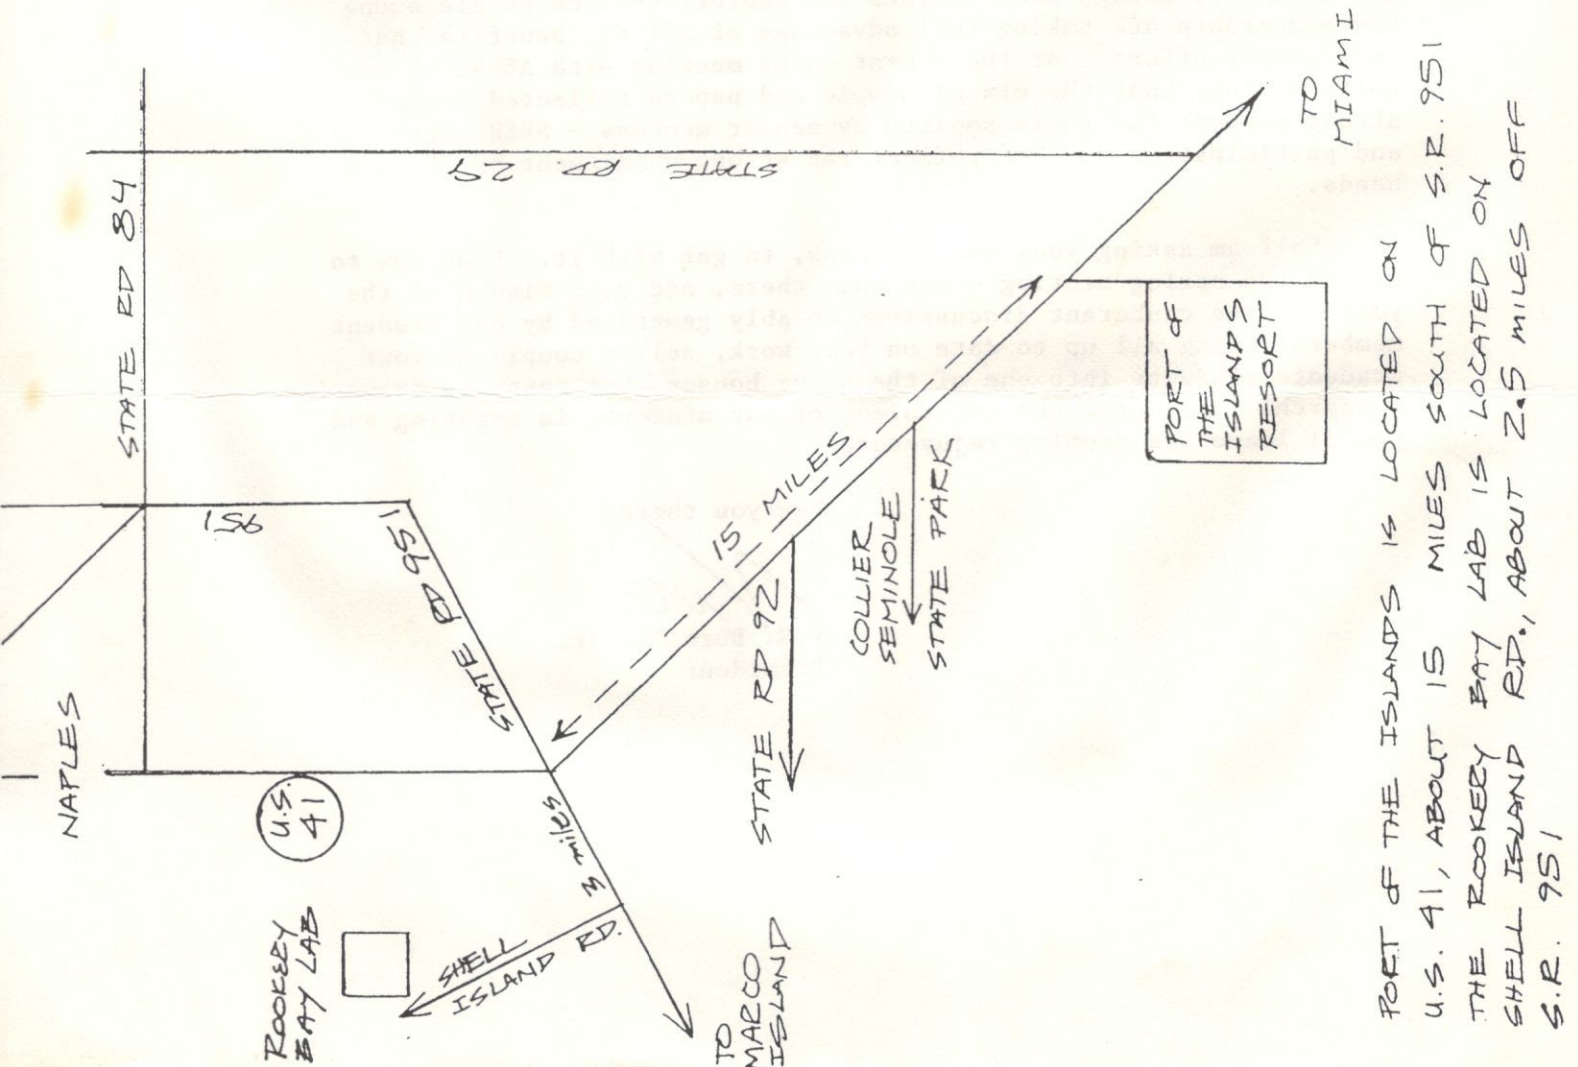 NAPLES
STATE RD 84
951
U.S.
41
ROOKERY
BAY LAB
STATE RD 951
SHELL
ISLAND
RD.
3 miles
STATE RD 29
TO
MARCO
ISLAND
15 MILES
STATE RD 92
COLLIER
SEMINOLE
STATE PARK
PORT OF
THE
ISLANDS
RESORT
TO
MIAMI
PORT OF THE ISLANDS IS LOCATED ON
U.S. 41, ABOUT 15 MILES SOUTH OF S.R. 951
THE ROOKERY BAY LAB IS LOCATED ON
SHELL ISLAND RD., ABOUT 2.5 MILES OFF
S.R. 951